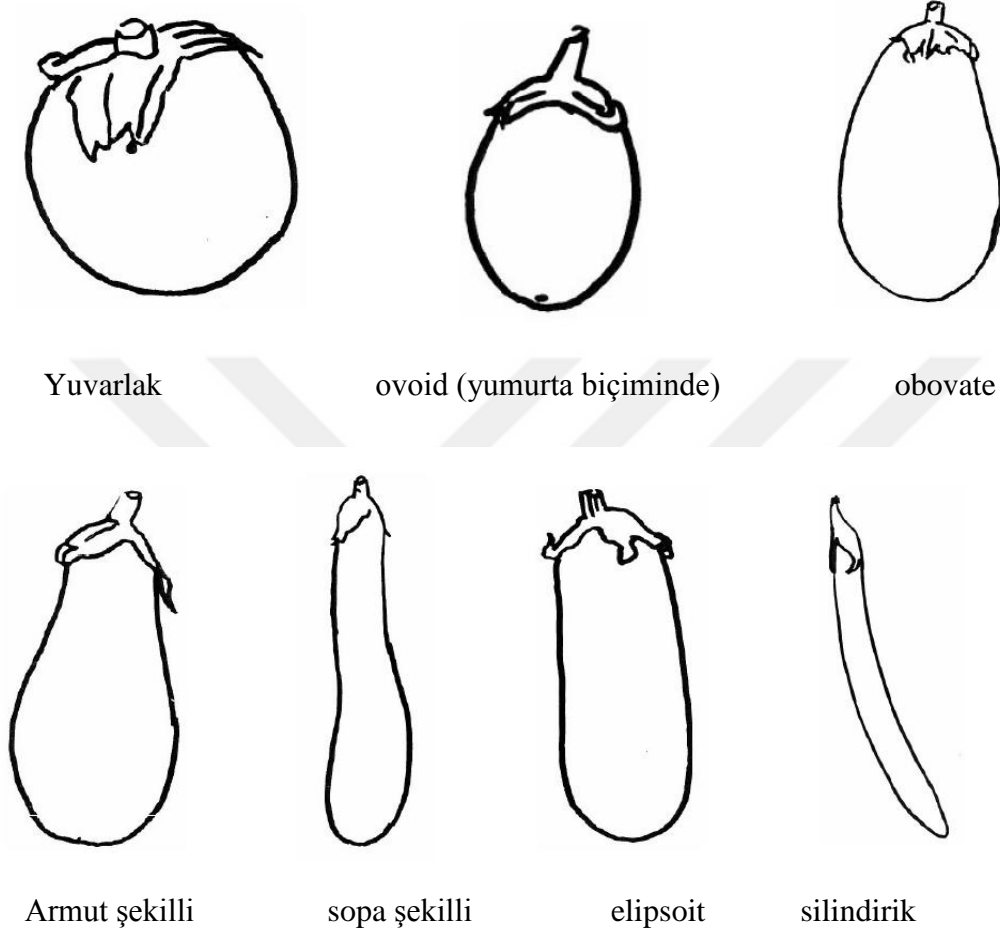 Yuvarlak ovoid (yumurta biçiminde) obovate
Armut şekilli sopa şekilli elipsoit silindirik